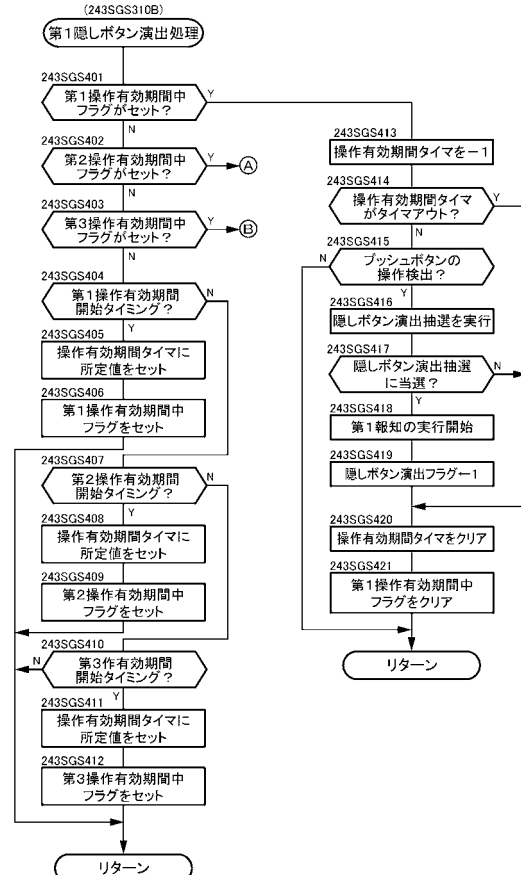 (243SGS310B)
第1隠しボタン演出処理
243SGS401
第1操作有効期間中
フラグがセット?
Y
N
243SGS402
第2操作有効期間中
フラグがセット?
Y
A
N
243SGS403
第3操作有効期間中
フラグがセット?
Y
B
N
243SGS404
第1操作有効期間
開始タイミング?
N
Y
243SGS405
操作有効期間タイマに
所定値をセット
243SGS406
第1操作有効期間中
フラグをセット
243SGS407
第2操作有効期間
開始タイミング?
N
Y
243SGS408
操作有効期間タイマに
所定値をセット
243SGS409
第2操作有効期間中
フラグをセット
243SGS410
N
第3作有効期間
開始タイミング?
Y
243SGS411
操作有効期間タイマに
所定値をセット
243SGS412
第3操作有効期間中
フラグをセット
リターン
243SGS413
操作有効期間タイマを-1
243SGS414
操作有効期間タイマ
がタイマアウト?
Y
N
243SGS415
N
プッシュボタンの
操作検出?
Y
243SGS416
隠しボタン演出抽選を実行
243SGS417
隠しボタン演出抽選
に当選?
N
Y
243SGS418
第1報知の実行開始
243SGS419
隠しボタン演出フラグ←1
243SGS420
操作有効期間タイマをクリア
243SGS421
第1操作有効期間中
フラグをクリア
リターン